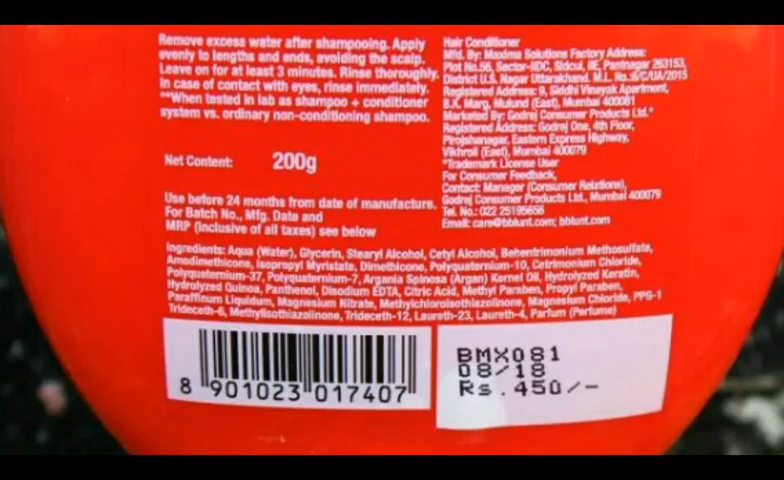 Remove excess water after shampooing. Apply
evenly to lengths and ends, avoiding the scalp.
Leave on for at least 3 minutes. Rinse thoroughly.
In case of contact with eyes, rinse immediately.
**When tested in lab as shampoo + conditioner
system vs. ordinary non-conditioning shampoo.
Net Content: 200g
Use before 24 months from date of manufacture.
For Batch No., Mfg. Date and
MRP (inclusive of all taxes) see below
Hair Conditioner
Mfd. By: Maxima Solutions Factory Address:
Plot No.56, Sector-IIDC, Sidcul, IIE, Pantnagar 263153,
District U.S. Nagar Uttarakhand. M.L. No.:6/C/UA/2015
Registered Address: 9, Siddhi Vinayak Apartment,
B.K. Marg, Mulund (East), Mumbai 400081
Marketed By: Godrej Consumer Products Ltd.*
Registered Address: Godrej One, 4th Floor,
Pirojshanagar, Eastern Express Highway,
Vikhroli (East), Mumbai 400079
*Trademark License User
For Consumer Feedback,
Contact: Manager (Consumer Relations),
Godrej Consumer Products Ltd., Mumbai 400079
Tel. No.: 022 25195656
Email: care@bblunt.com; bblunt.com
Ingredients: Aqua (Water), Glycerin, Stearyl Alcohol, Cetyl Alcohol, Behentrimonium Methosulfate,
Amodimethicone, Isopropyl Myristate, Dimethicone, Polyquaternium-10, Cetrimonium Chloride,
Polyquaternium-37, Polyquaternium-7, Argania Spinosa (Argan) Kernel Oil, Hydrolyzed Keratin,
Hydrolyzed Quinoa, Panthenol, Disodium EDTA, Citric Acid, Methyl Paraben, Propyl Paraben,
Paraffinum Liquidum, Magnesium Nitrate, Methylchloroisothiazolinone, Magnesium Chloride, PPG-1
Trideceth-6, Methylisothiazolinone, Trideceth-12, Laureth-23, Laureth-4, Parfum (Perfume)
8 901023 017407
BMX081
08/18
Rs.450/-